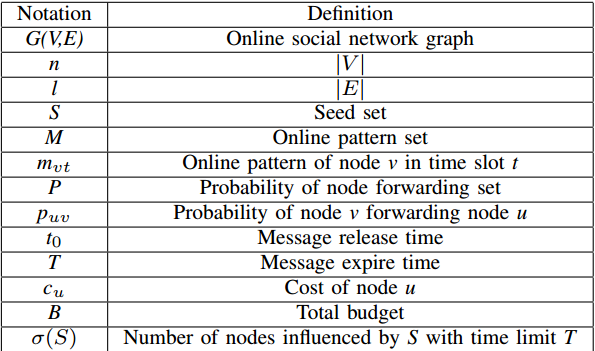 Notation Definition
G(V,E) Online social network graph
n |V|
l |E|
S Seed set
M Online pattern set
m_{vt} Online pattern of node v in time slot t
P Probability of node forwarding set
p_{uv} Probability of node v forwarding node u
t_0 Message release time
T Message expire time
c_u Cost of node u
B Total budget
σ(S) Number of nodes influenced by S with time limit T